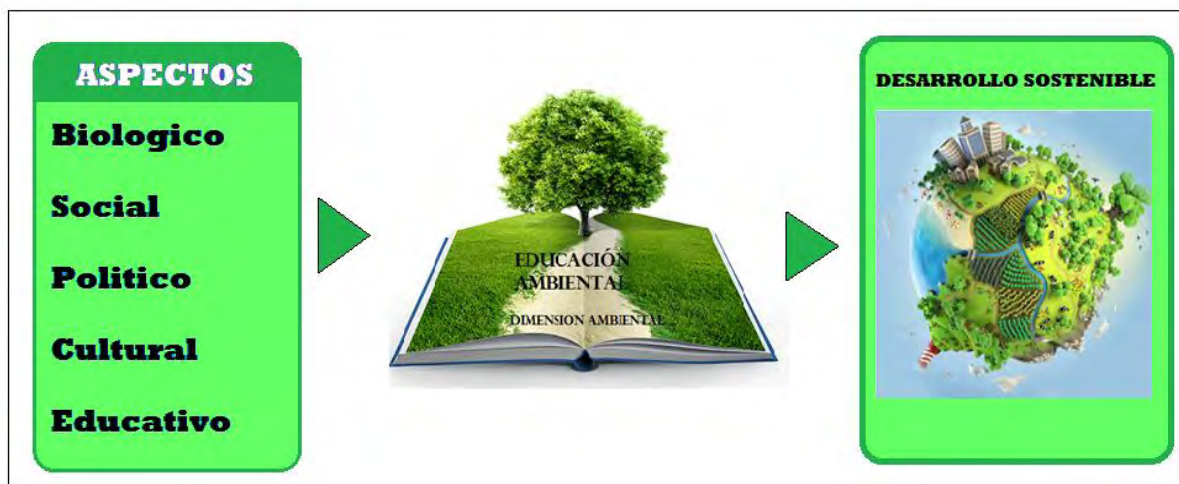 ASPECTOS
Biologico
Social
Politico
Cultural
Educativo
EDUCACIÓN
AMBIENTAL
DIMENSION AMBIENTAL
DESARROLLO SOSTENIBLE